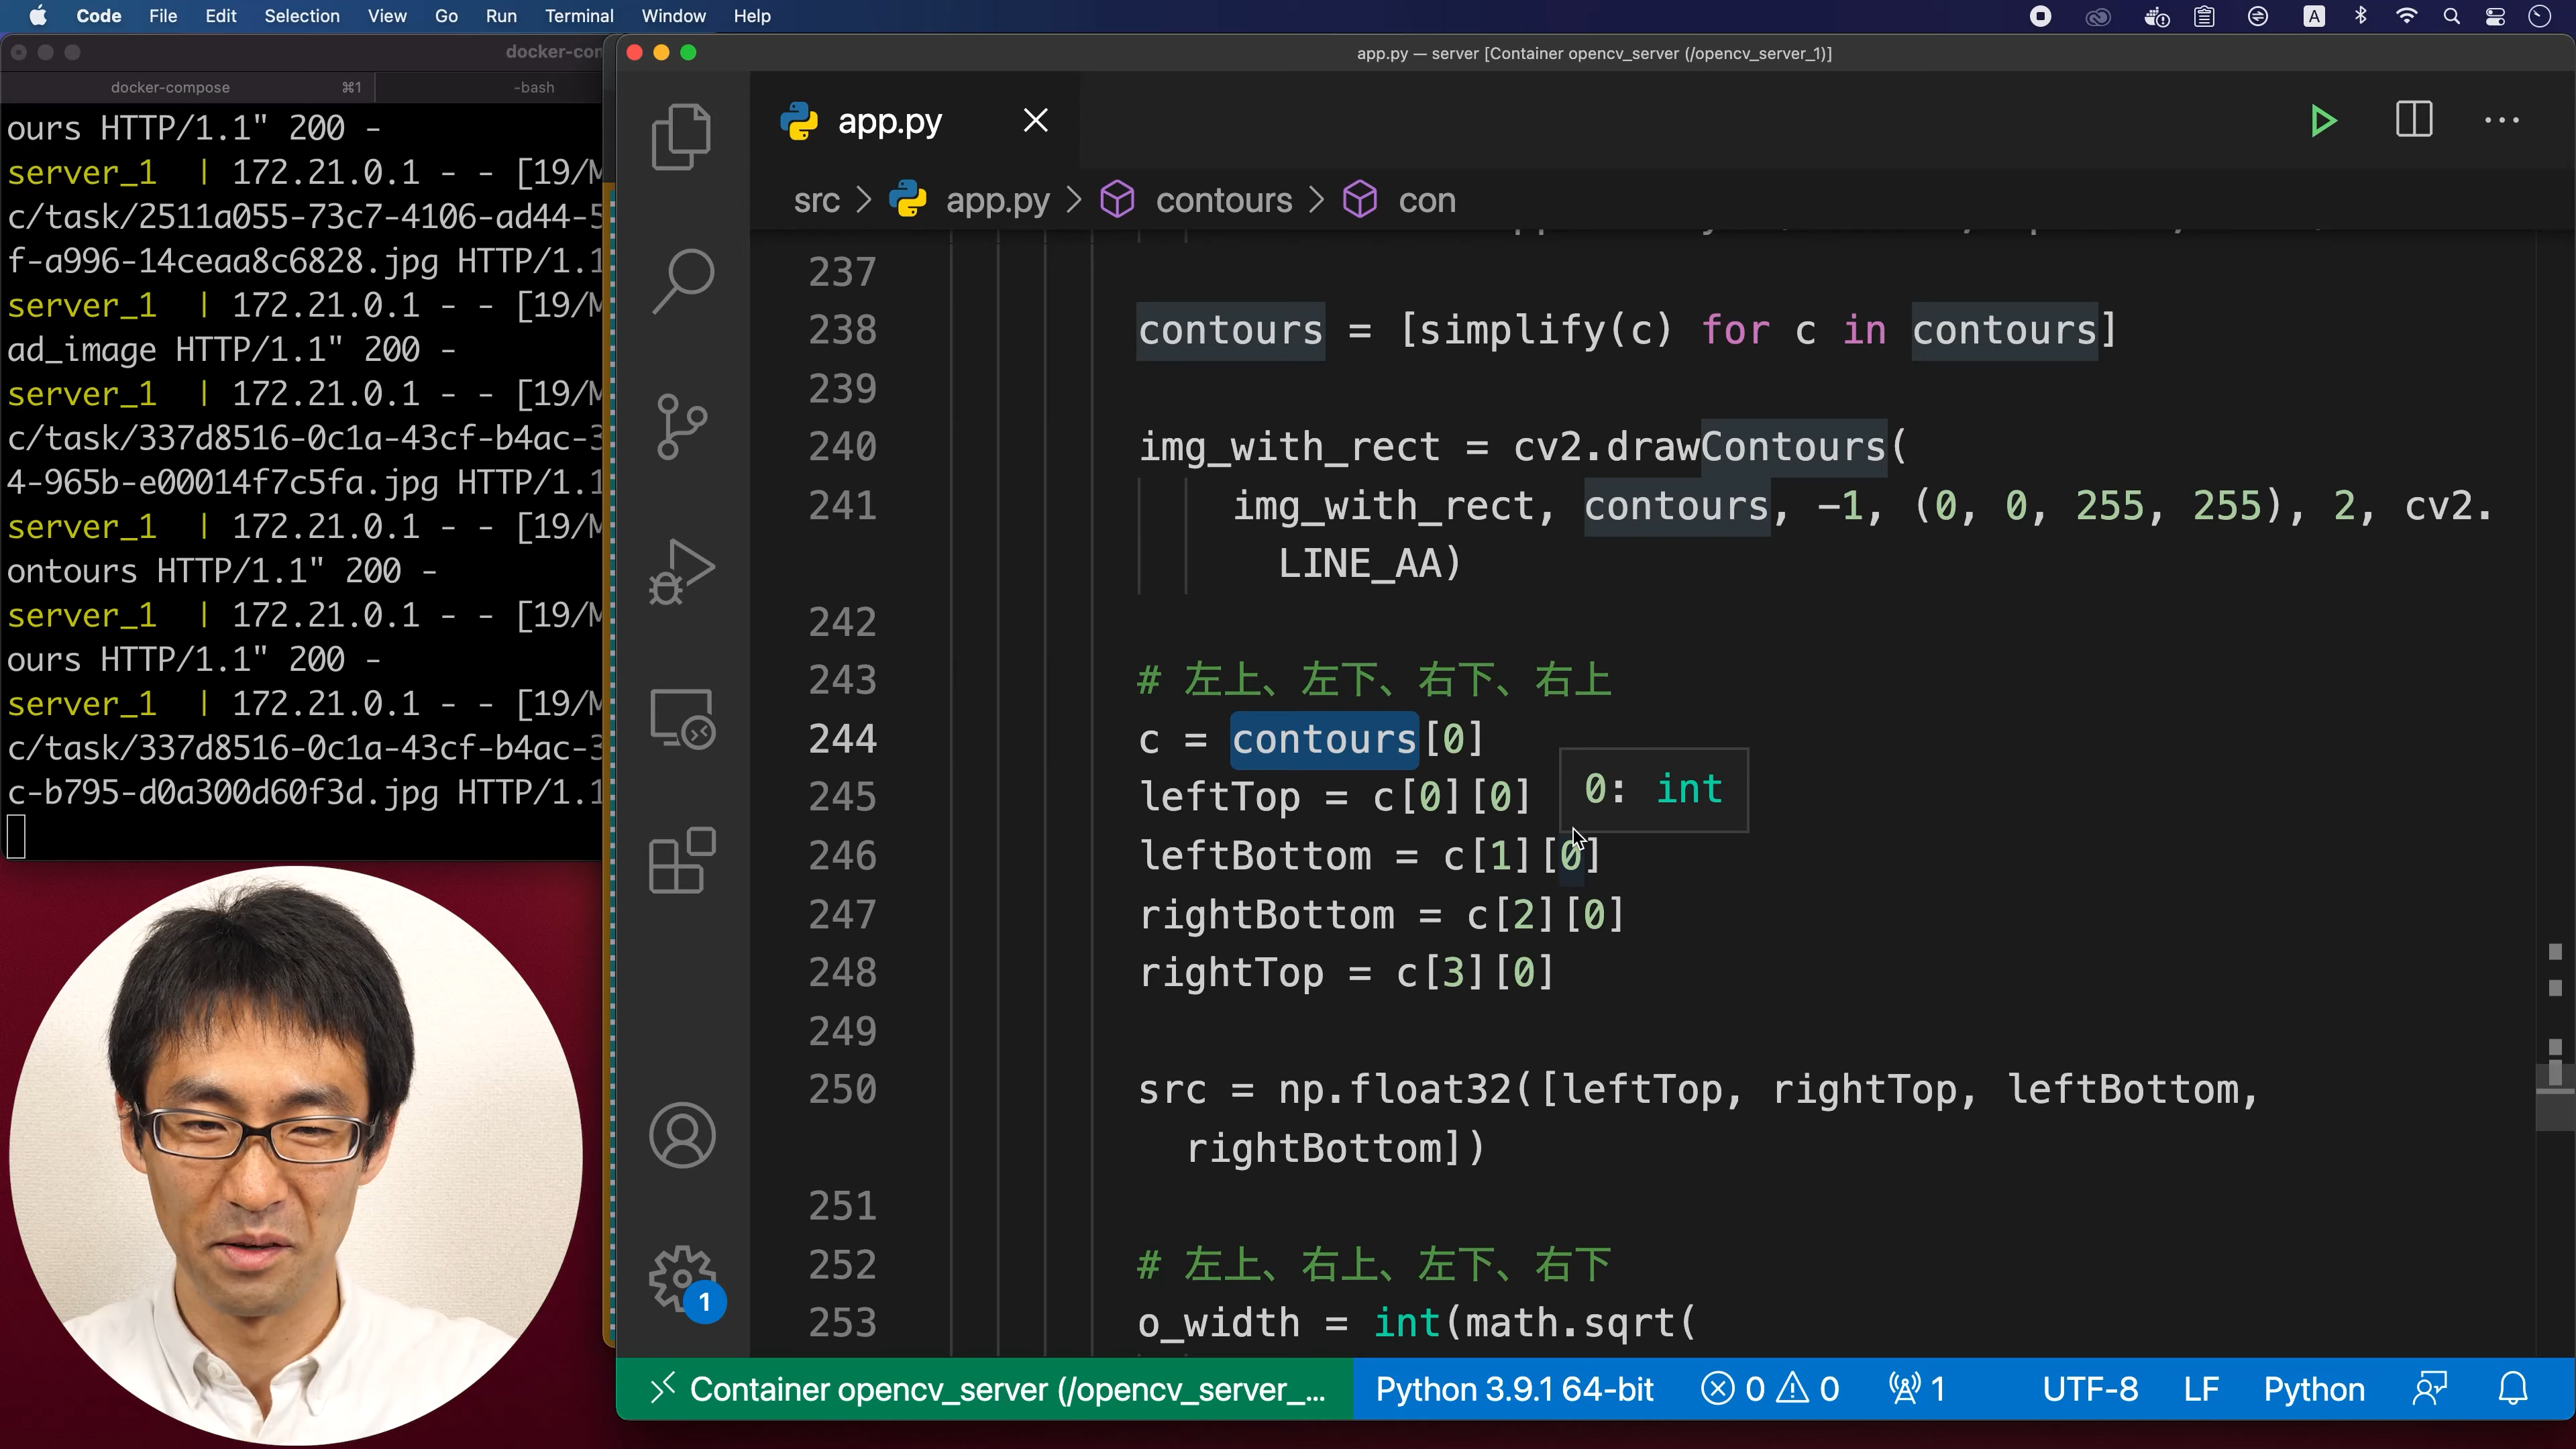 Code File Edit Selection View Go Run Terminal Window Help
A
docker-com
docker-compose ⌘1 -bash
ours HTTP/1.1" 200 -
server_1 | 172.21.0.1 - - [19/M
c/task/2511a055-73c7-4106-ad44-5
f-a996-14ceaa8c6828.jpg HTTP/1.1
server_1 | 172.21.0.1 - - [19/M
ad_image HTTP/1.1" 200 -
server_1 | 172.21.0.1 - - [19/M
c/task/337d8516-0c1a-43cf-b4ac-3
4-965b-e00014f7c5fa.jpg HTTP/1.1
server_1 | 172.21.0.1 - - [19/M
ontours HTTP/1.1" 200 -
server_1 | 172.21.0.1 - - [19/M
ours HTTP/1.1" 200 -
server_1 | 172.21.0.1 - - [19/M
c/task/337d8516-0c1a-43cf-b4ac-3
c-b795-d0a300d60f3d.jpg HTTP/1.1
app.py — server [Container opencv_server (/opencv_server_1)]
app.py
src > app.py > contours > con
237
238 contours = [simplify(c) for c in contours]
239
240 img_with_rect = cv2.drawContours(
241 img_with_rect, contours, -1, (0, 0, 255, 255), 2, cv2.
LINE_AA)
242
243 # 左上、左下、右下、右上
244 c = contours[0]
245 leftTop = c[0][0]
0: int
246 leftBottom = c[1][0]
247 rightBottom = c[2][0]
248 rightTop = c[3][0]
249
250 src = np.float32([leftTop, rightTop, leftBottom,
rightBottom])
251
252 # 左上、右上、左下、右下
253 o_width = int(math.sqrt(
1
Container opencv_server (/opencv_server_... Python 3.9.1 64-bit 0 0 1 UTF-8 LF Python